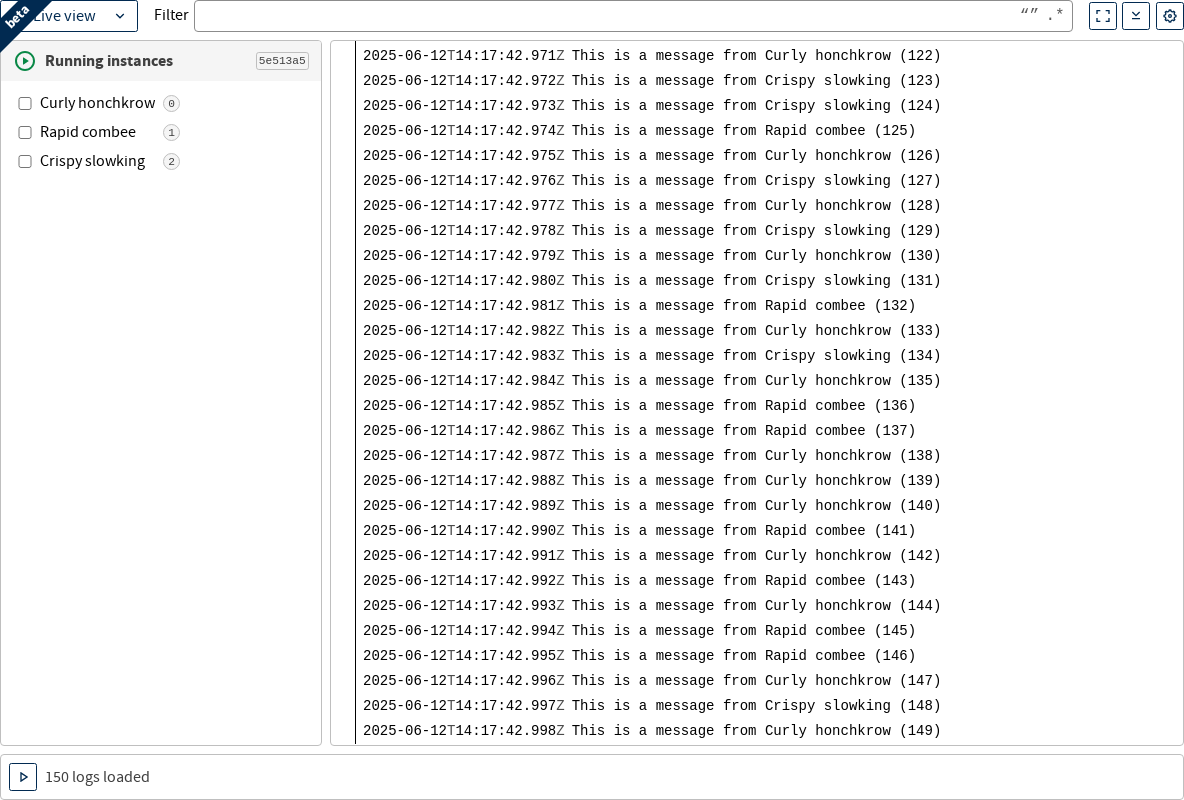 beta
Live view
Filter
“” .*
Running instances
5e513a5
Curly honchkrow 0
Rapid combee 1
Crispy slowking 2
2025-06-12T14:17:42.971Z This is a message from Curly honchkrow (122)
2025-06-12T14:17:42.972Z This is a message from Crispy slowking (123)
2025-06-12T14:17:42.973Z This is a message from Crispy slowking (124)
2025-06-12T14:17:42.974Z This is a message from Rapid combee (125)
2025-06-12T14:17:42.975Z This is a message from Curly honchkrow (126)
2025-06-12T14:17:42.976Z This is a message from Crispy slowking (127)
2025-06-12T14:17:42.977Z This is a message from Curly honchkrow (128)
2025-06-12T14:17:42.978Z This is a message from Crispy slowking (129)
2025-06-12T14:17:42.979Z This is a message from Curly honchkrow (130)
2025-06-12T14:17:42.980Z This is a message from Crispy slowking (131)
2025-06-12T14:17:42.981Z This is a message from Rapid combee (132)
2025-06-12T14:17:42.982Z This is a message from Curly honchkrow (133)
2025-06-12T14:17:42.983Z This is a message from Crispy slowking (134)
2025-06-12T14:17:42.984Z This is a message from Curly honchkrow (135)
2025-06-12T14:17:42.985Z This is a message from Rapid combee (136)
2025-06-12T14:17:42.986Z This is a message from Rapid combee (137)
2025-06-12T14:17:42.987Z This is a message from Curly honchkrow (138)
2025-06-12T14:17:42.988Z This is a message from Curly honchkrow (139)
2025-06-12T14:17:42.989Z This is a message from Curly honchkrow (140)
2025-06-12T14:17:42.990Z This is a message from Rapid combee (141)
2025-06-12T14:17:42.991Z This is a message from Curly honchkrow (142)
2025-06-12T14:17:42.992Z This is a message from Rapid combee (143)
2025-06-12T14:17:42.993Z This is a message from Curly honchkrow (144)
2025-06-12T14:17:42.994Z This is a message from Rapid combee (145)
2025-06-12T14:17:42.995Z This is a message from Rapid combee (146)
2025-06-12T14:17:42.996Z This is a message from Curly honchkrow (147)
2025-06-12T14:17:42.997Z This is a message from Crispy slowking (148)
2025-06-12T14:17:42.998Z This is a message from Curly honchkrow (149)
150 logs loaded